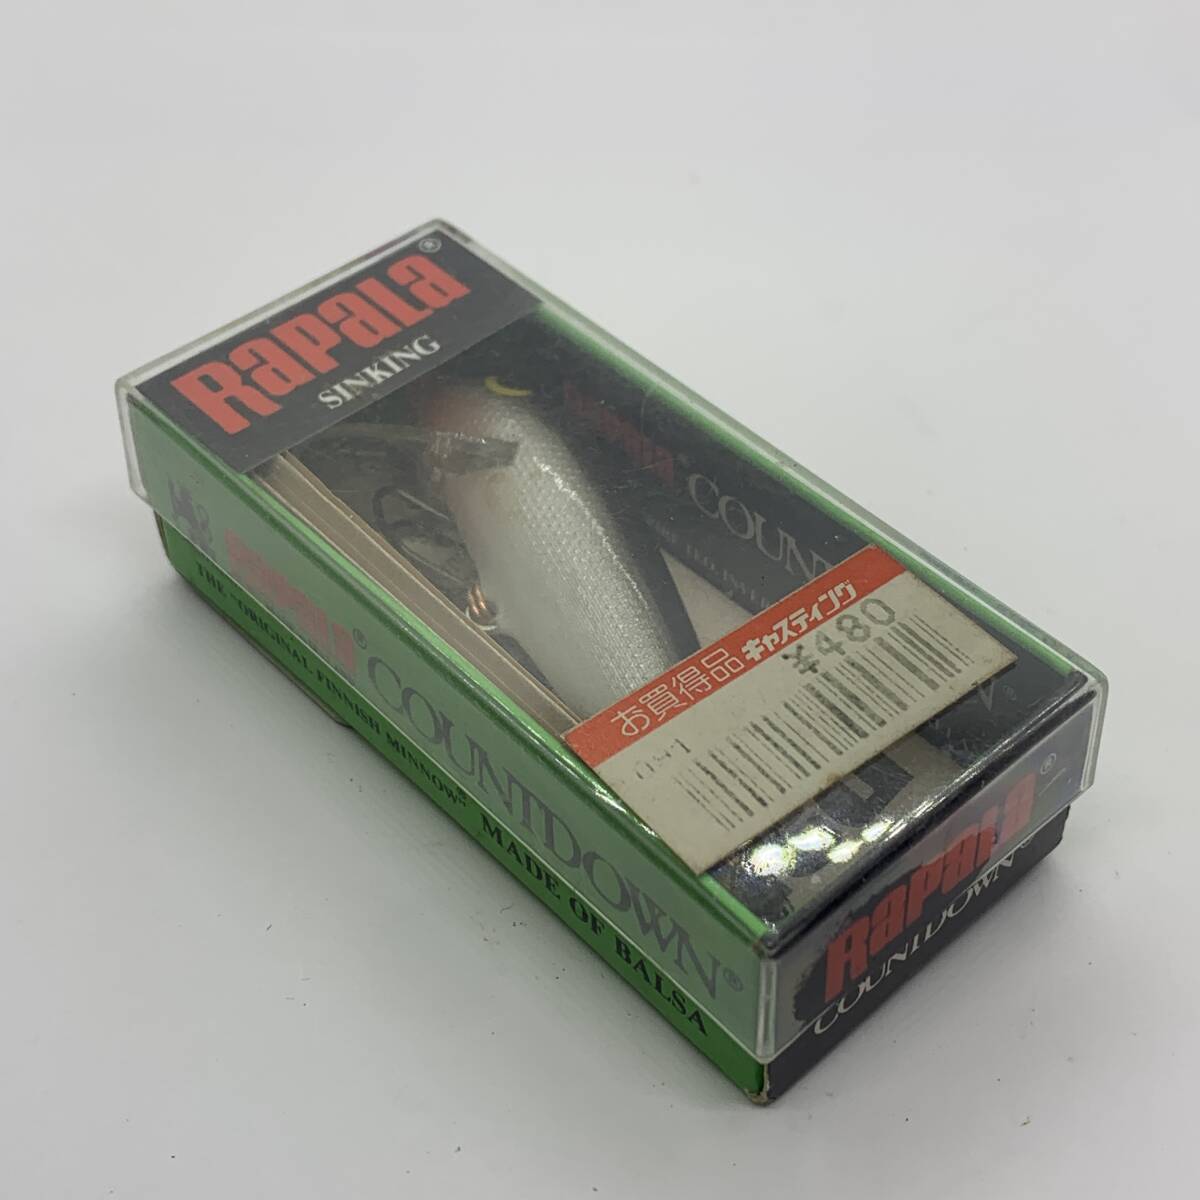 RAPALA®
SINKING
COUNT
お買得品 キャスティング
¥480
RAPALA®
COUNTDOWN®
THE "ORIGINAL FINNISH MINNOW" MADE OF BALSA
RAPALA®
COUNTDOWN